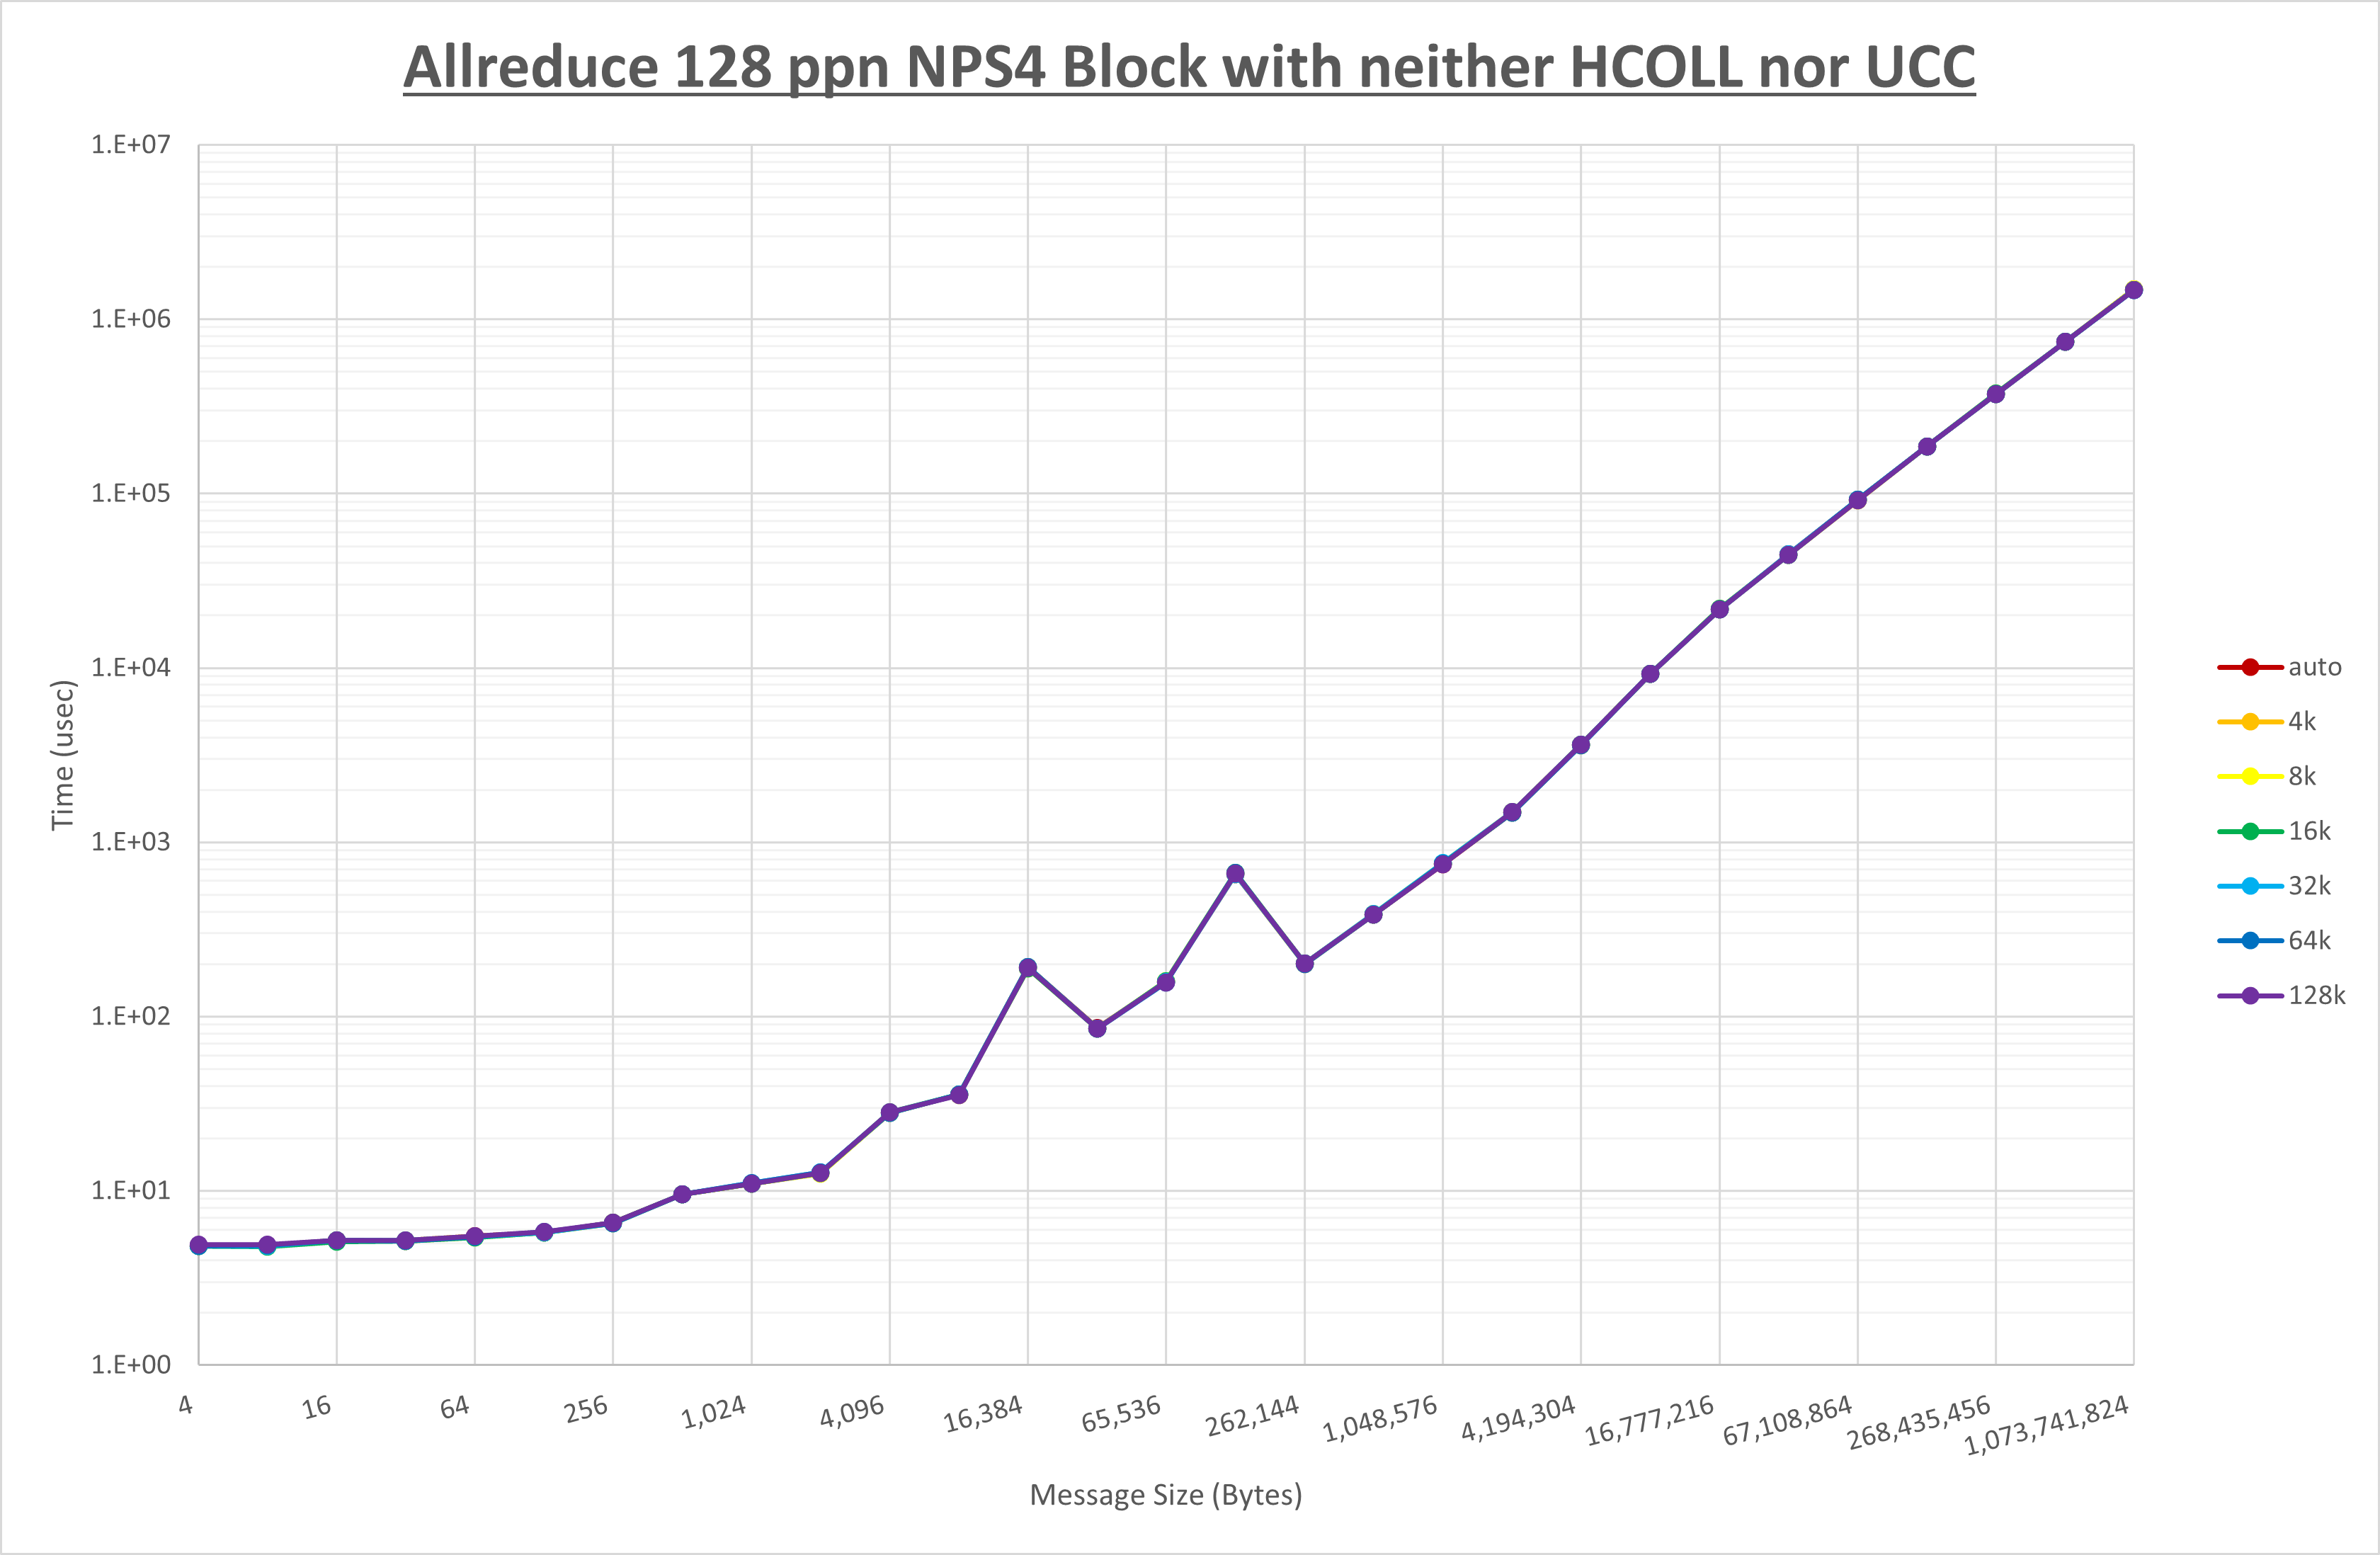 Allreduce 128 ppn NPS4 Block with neither HCOLL nor UCC
1.E+07
1.E+06
1.E+05
1.E+04
1.E+03
1.E+02
1.E+01
1.E+00
Time (usec)
4
16
64
256
1,024
4,096
16,384
65,536
262,144
1,048,576
4,194,304
16,777,216
67,108,864
268,435,456
1,073,741,824
Message Size (Bytes)
auto
4k
8k
16k
32k
64k
128k